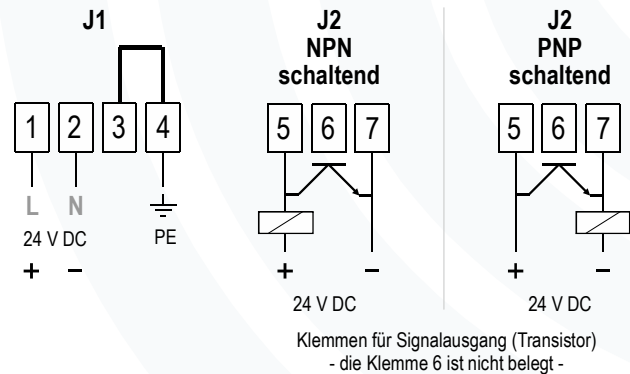 J1
1 2 3 4
L N
24 V DC PE
+ −
J2
NPN
schaltend
5 6 7
+ −
24 V DC
J2
PNP
schaltend
5 6 7
+ −
24 V DC
Klemmen für Signalausgang (Transistor)
- die Klemme 6 ist nicht belegt -